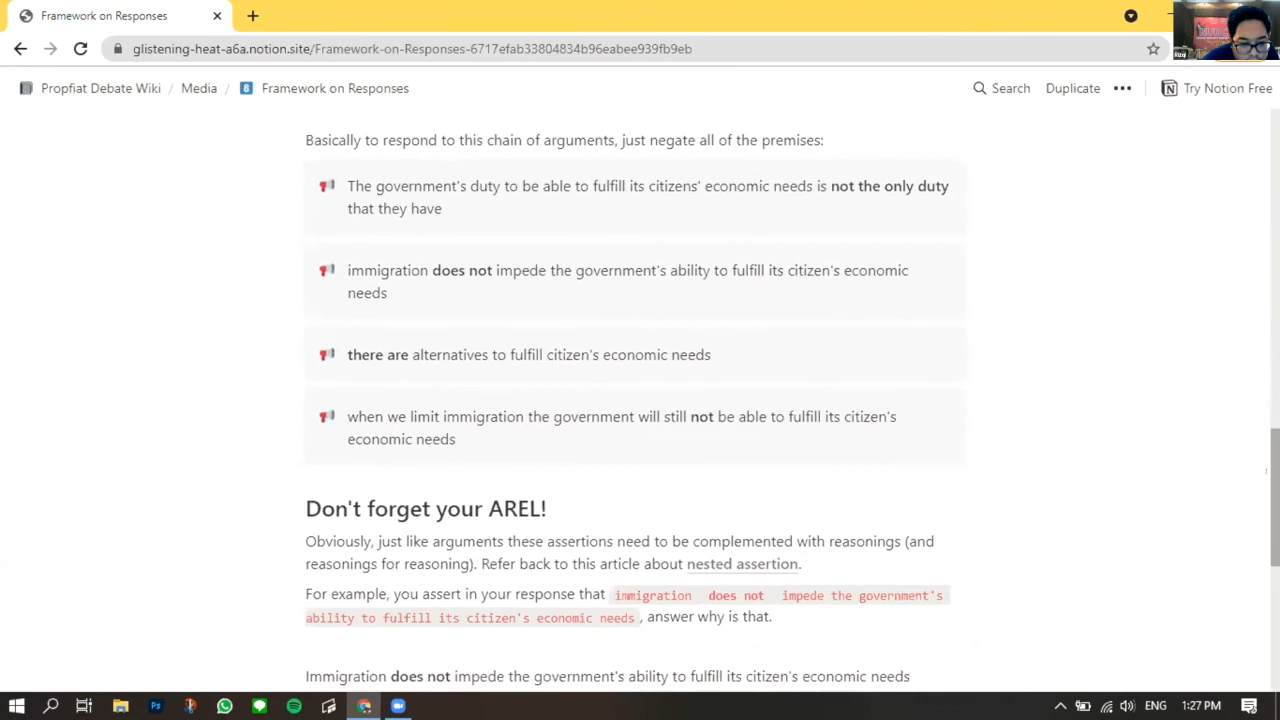 Framework on Responses
glistening-heat-a6a.notion.site/Framework-on-Responses-6717efab33804834b96eabee939fb9eb
Propfiat Debate Wiki / Media / 8 Framework on Responses
Search Duplicate ••• Try Notion Free
Basically to respond to this chain of arguments, just negate all of the premises:
The government's duty to be able to fulfill its citizens' economic needs is not the only duty
that they have
immigration does not impede the government's ability to fulfill its citizen's economic
needs
there are alternatives to fulfill citizen's economic needs
when we limit immigration the government will still not be able to fulfill its citizen's
economic needs
Don't forget your AREL!
Obviously, just like arguments these assertions need to be complemented with reasonings (and
reasonings for reasoning). Refer back to this article about nested assertion.
For example, you assert in your response that immigration does not impede the government's
ability to fulfill its citizen's economic needs, answer why is that.
Immigration does not impede the government's ability to fulfill its citizen's economic needs
ENG 1:27 PM